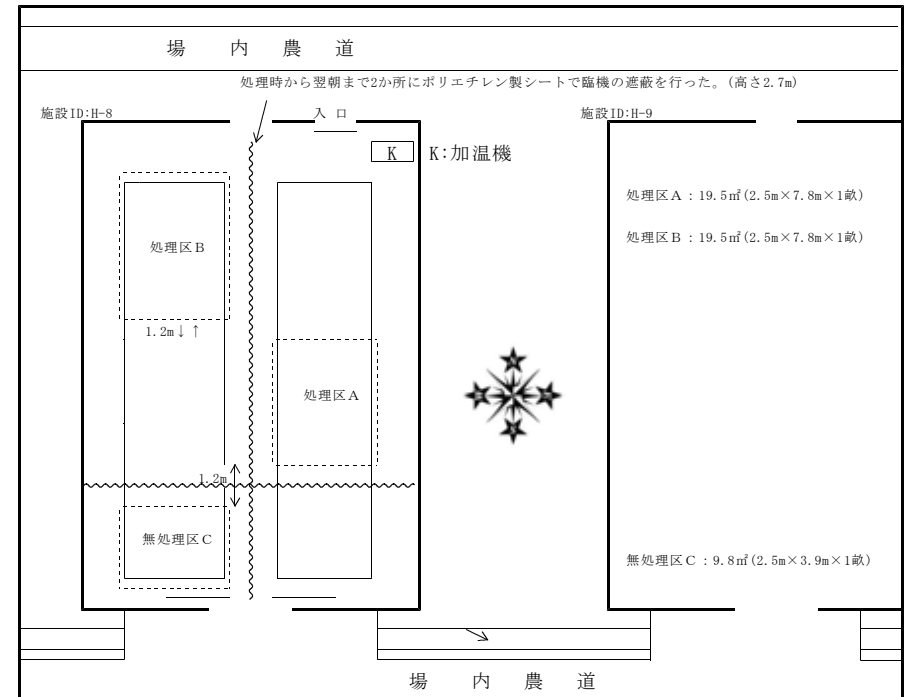 場 内 農 道
処理時から翌朝まで2か所にポリエチレン製シートで臨機の遮蔽を行った。(高さ2.7m)
施設ID:H-8
入 口
施設ID:H-9
K
K:加温機
処理区A : 19.5㎡(2.5m×7.8m×1畝)
処理区B
処理区B : 19.5㎡(2.5m×7.8m×1畝)
1.2m↓↑
処理区A
1.2m
無処理区C
無処理区C : 9.8㎡(2.5m×3.9m×1畝)
場 内 農 道